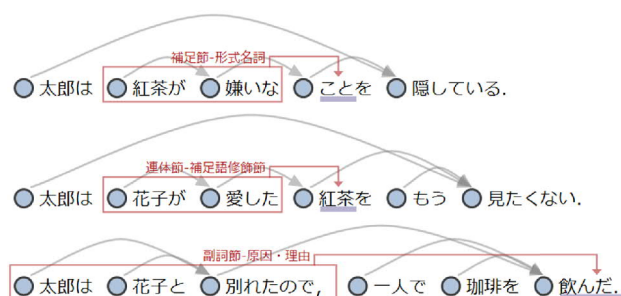 補足節-形式名詞
太郎は 紅茶が 嫌いな ことを 隠している.
連体節-補足語修飾節
太郎は 花子が 愛した 紅茶を もう 見たくない.
副詞節-原因・理由
太郎は 花子と 別れたので, 一人で 珈琲を 飲んだ.